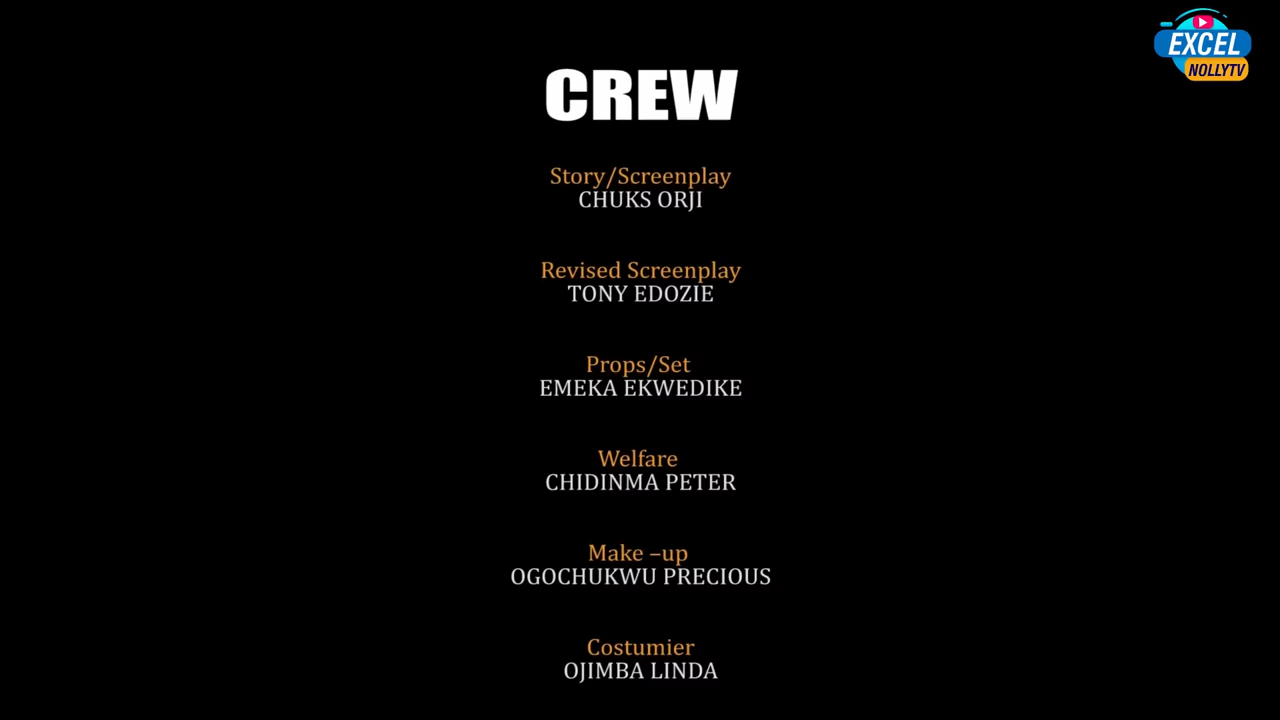 EXCEL
NOLLYTV
CREW
Story/Screenplay
CHUKS ORJI
Revised Screenplay
TONY EDOZIE
Props/Set
EMEKA EKWEDIKE
Welfare
CHIDINMA PETER
Make –up
OGOCHUKWU PRECIOUS
Costumier
OJIMBA LINDA